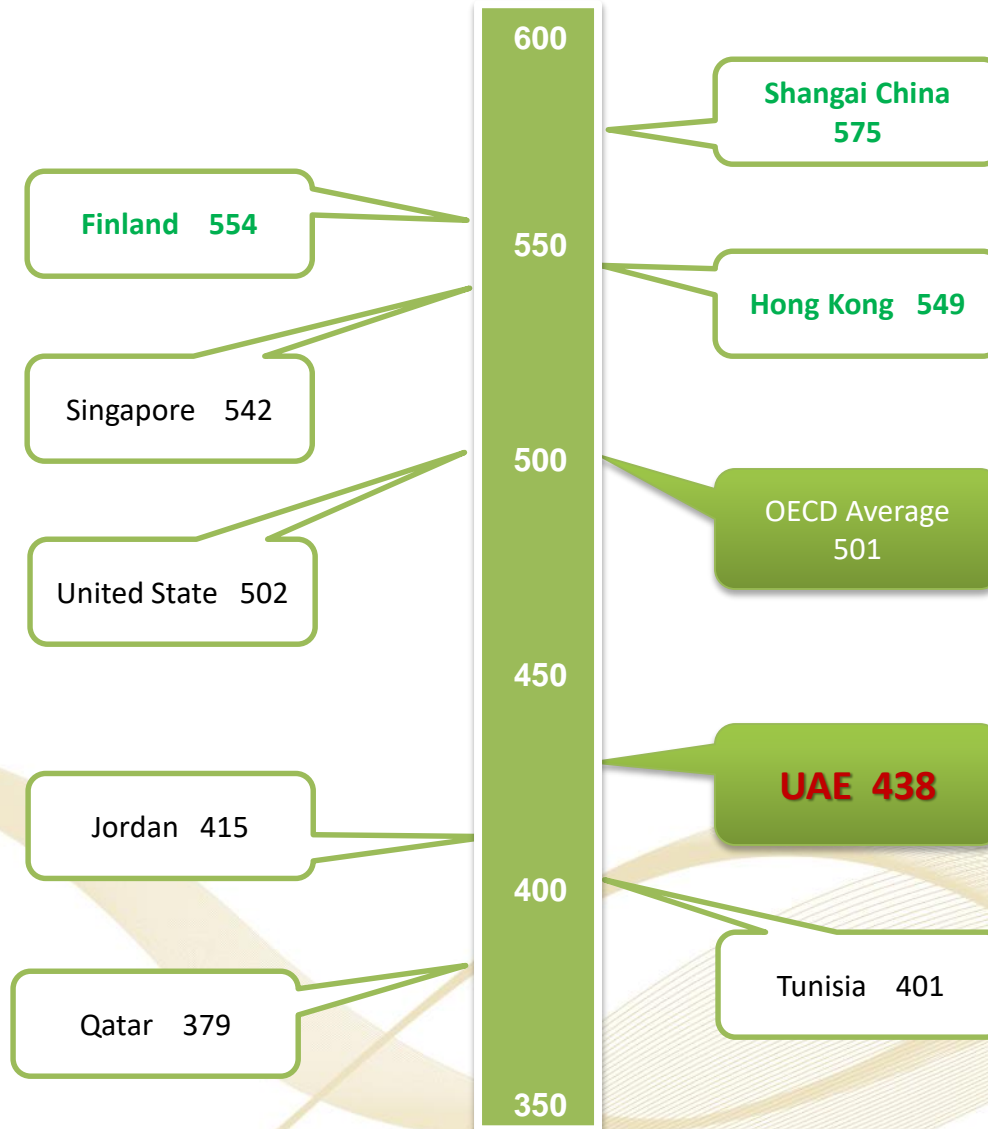 600
Shangai China
575
Finland 554
550
Hong Kong 549
Singapore 542
500
OECD Average
501
United State 502
450
UAE 438
Jordan 415
400
Tunisia 401
Qatar 379
350